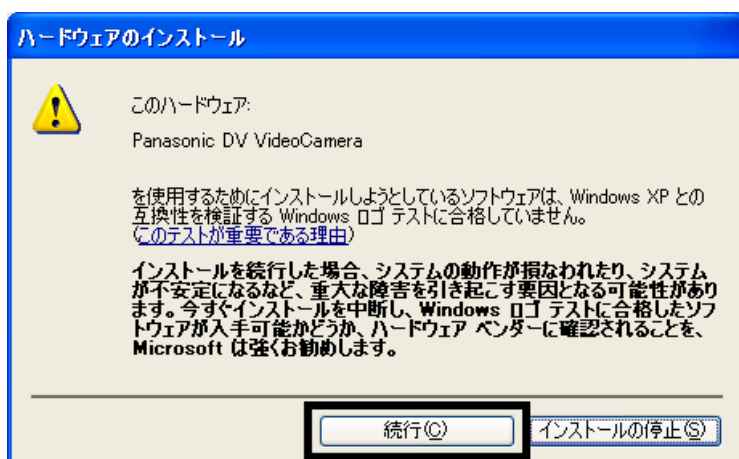 ハードウェアのインストール
このハードウェア:
Panasonic DV VideoCamera
を使用するためにインストールしようとしているソフトウェアは、Windows XP との
互換性を検証する Windows ロゴ テストに合格していません。
(このテストが重要である理由)
インストールを続行した場合、システムの動作が損なわれたり、システム
が不安定になるなど、重大な障害を引き起こす要因となる可能性があり
ます。今すぐインストールを中断し、Windows ロゴ テストに合格したソフ
トウェアが入手可能かどうか、ハードウェア ベンダーに確認されることを、
Microsoft は強くお勧めします。
続行(C) インストールの停止(S)